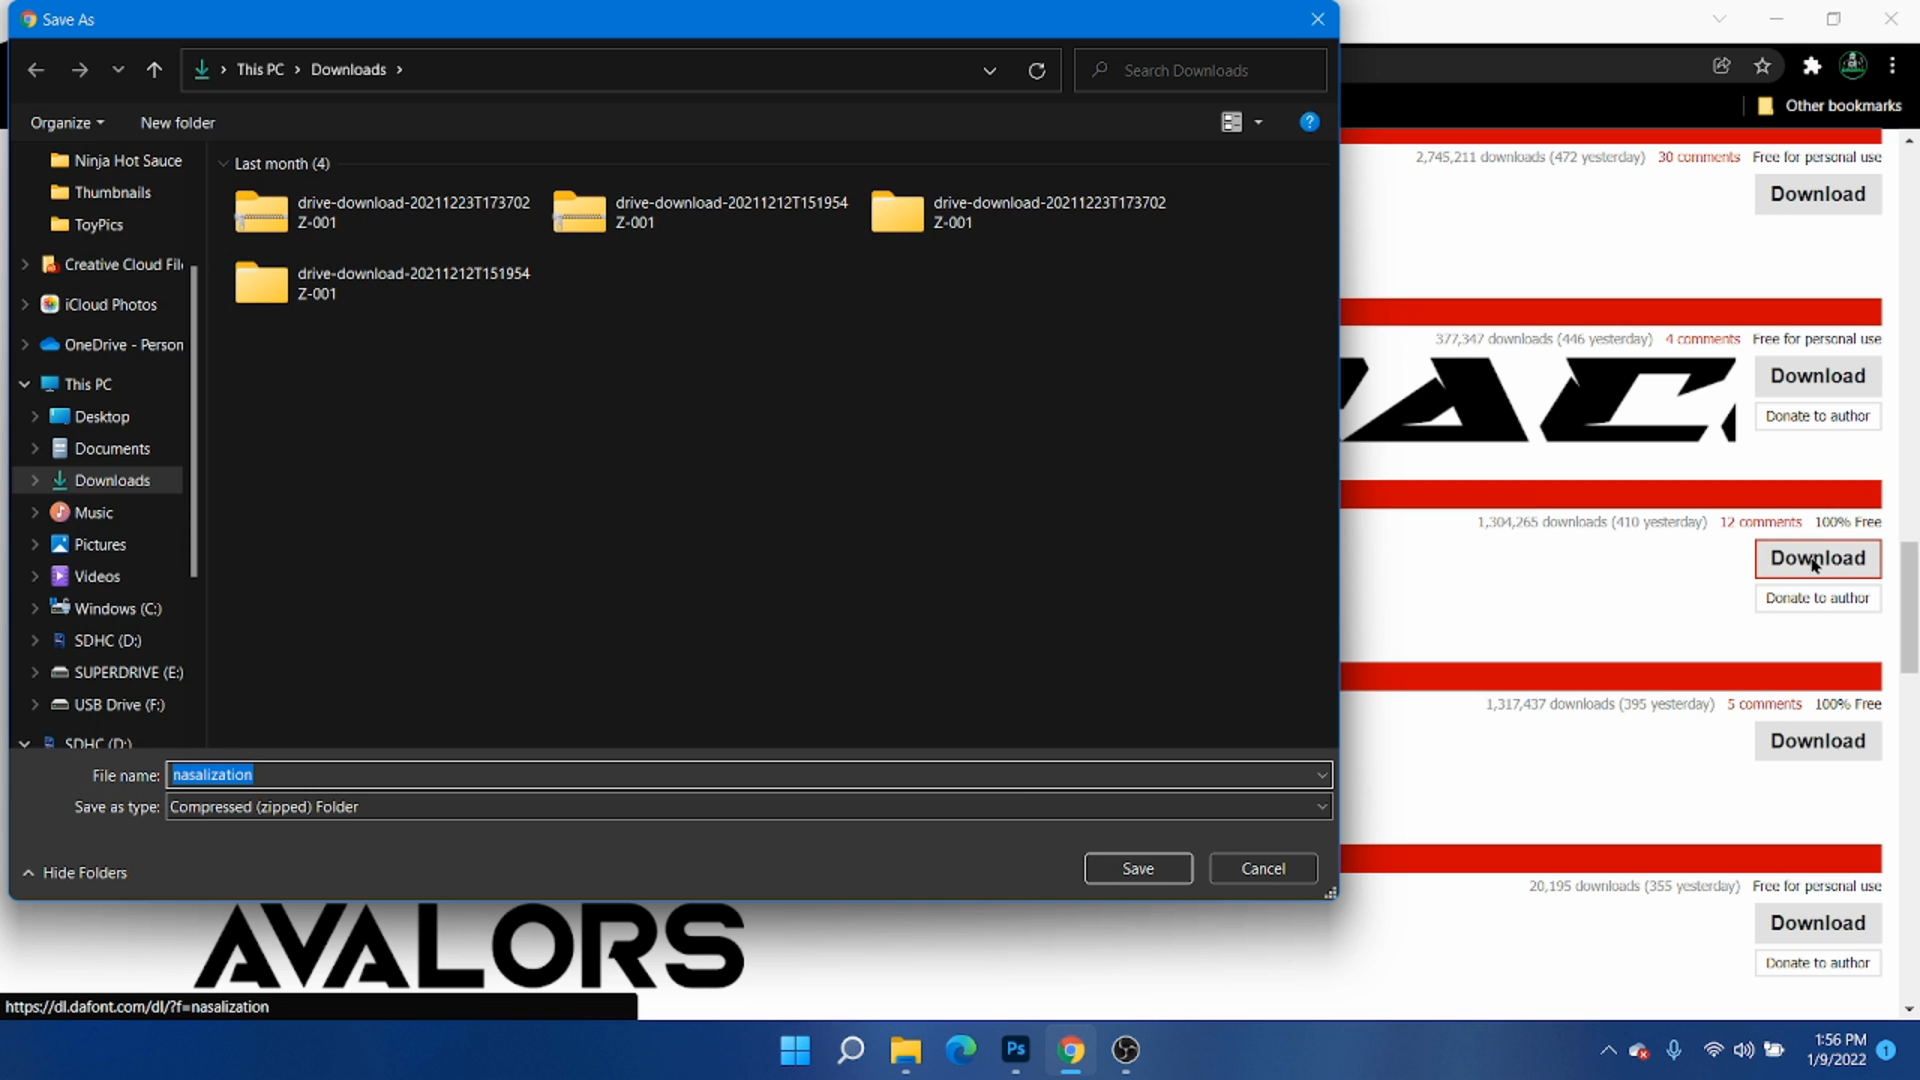 Save As
This PC
Downloads
Search Downloads
Organize
New folder
Other bookmarks
Ninja Hot Sauce
Thumbnails
ToyPics
Creative Cloud Fil
iCloud Photos
OneDrive - Person
This PC
Desktop
Documents
Downloads
Music
Pictures
Videos
Windows (C:)
SDHC (D:)
SUPERDRIVE (E:)
USB Drive (F:)
SDHC (D:)
Last month (4)
drive-download-20211223T173702
Z-001
drive-download-20211212T151954
Z-001
drive-download-20211223T173702
Z-001
drive-download-20211212T151954
Z-001
File name: nasalization
Save as type: Compressed (zipped) Folder
Hide Folders
Save
Cancel
2,745,211 downloads (472 yesterday) 30 comments Free for personal use
Download
377,347 downloads (446 yesterday) 4 comments Free for personal use
Download
Donate to author
1,304,265 downloads (410 yesterday) 12 comments 100% Free
Download
Donate to author
1,317,437 downloads (395 yesterday) 5 comments 100% Free
Download
20,195 downloads (355 yesterday) Free for personal use
Download
Donate to author
AVALORS
https://dl.dafont.com/dl/?f=nasalization
Ps
1:56 PM
1/9/2022
1